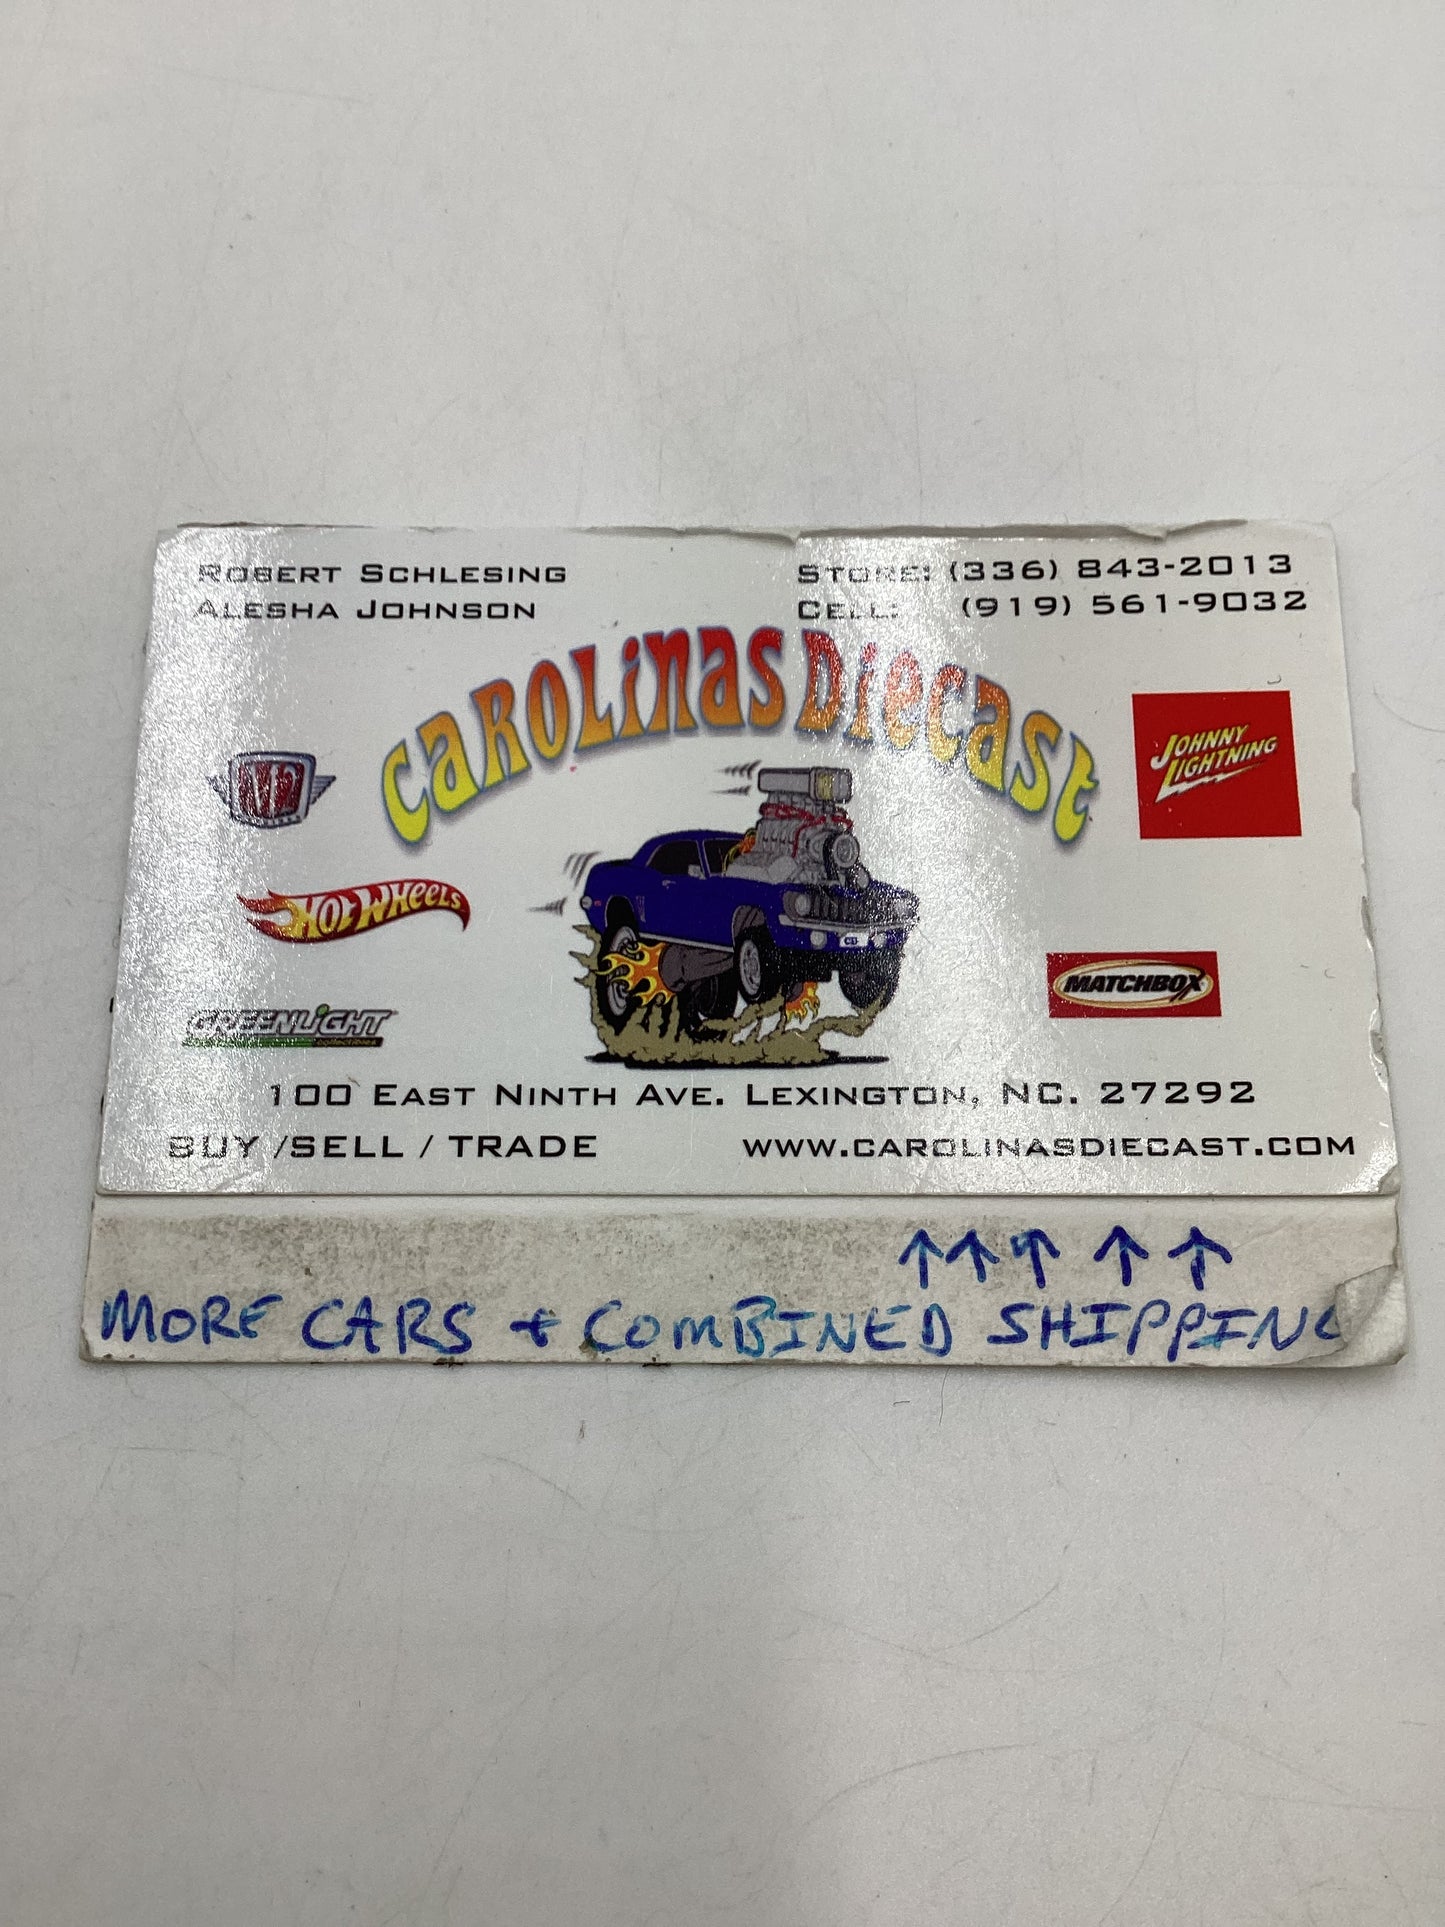 ROBERT SCHLESING
ALESHA JOHNSON
STORE: (336) 843-2013
CELL: (919) 561-9032
CAROLINAS DIECAST
M2
JOHNNY LIGHTNING
HOT WHEELS
MATCHBOX
GREENLIGHT
collectibles
100 EAST NINTH AVE. LEXINGTON, NC. 27292
BUY /SELL / TRADE
WWW.CAROLINASDIECAST.COM
↑ ↑ ↑ ↑ ↑
MORE CARS + COMBINED SHIPPING